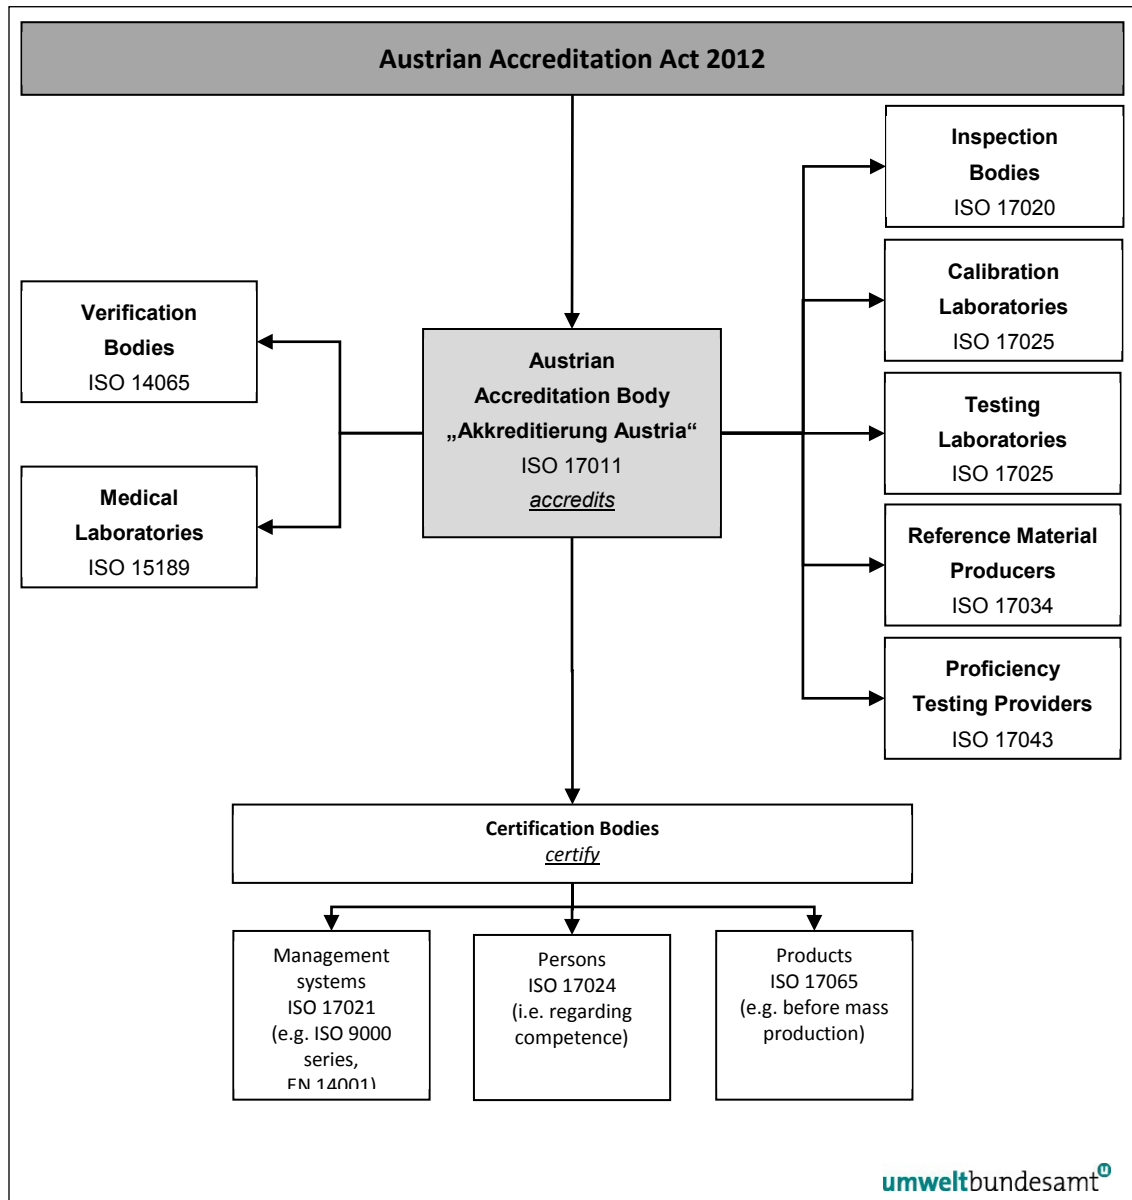 Austrian Accreditation Act 2012
Inspection
Bodies
ISO 17020
Calibration
Laboratories
ISO 17025
Verification
Bodies
ISO 14065
Austrian
Accreditation Body
„Akkreditierung Austria“
ISO 17011
accredits
Testing
Laboratories
ISO 17025
Medical
Laboratories
ISO 15189
Reference Material
Producers
ISO 17034
Proficiency
Testing Providers
ISO 17043
Certification Bodies
certify
Management
systems
ISO 17021
(e.g. ISO 9000
series,
EN 14001)
Persons
ISO 17024
(i.e. regarding
competence)
Products
ISO 17065
(e.g. before mass
production)
umweltbundesamt u